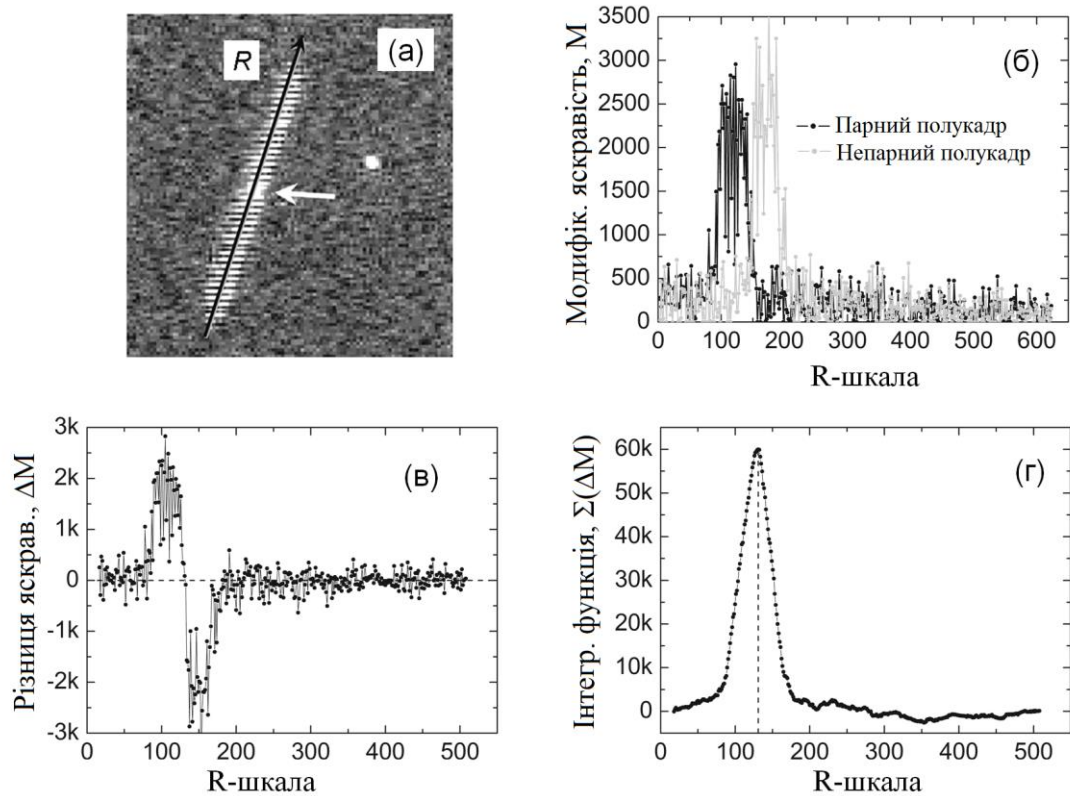 R
(a)
3500
3000
2500
2000
1500
1000
500
0
Модифік. яскравість, М
(б)
Парний полукадр
Непарний полукадр
0 100 200 300 400 500 600
R-шкала
3k
2k
1k
0
-1k
-2k
-3k
Різниця яскрав., ΔМ
(в)
0 100 200 300 400 500
R-шкала
60k
50k
40k
30k
20k
10k
0
Інтегр. функція, Σ(ΔМ)
(г)
0 100 200 300 400 500
R-шкала